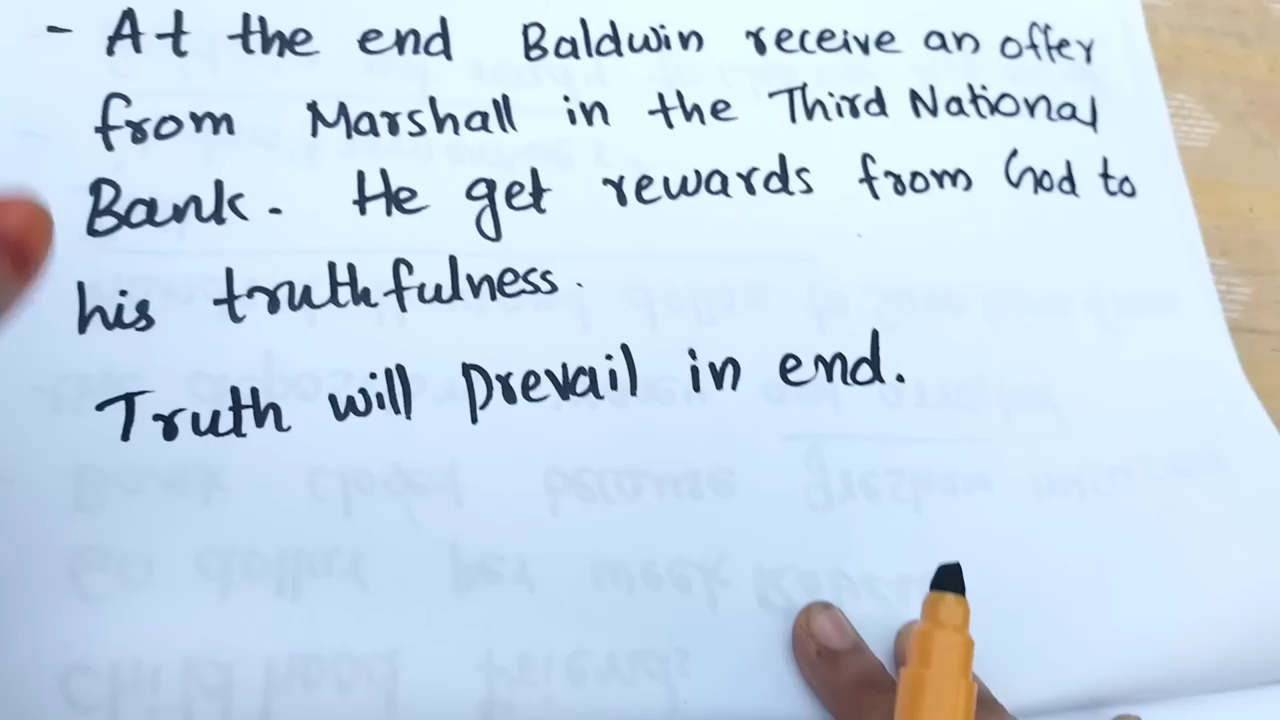 - At the end Baldwin receive an offer
from Marshall in the Third National
Bank. He get rewards from God to
his truthfulness.
Truth will prevail in end.